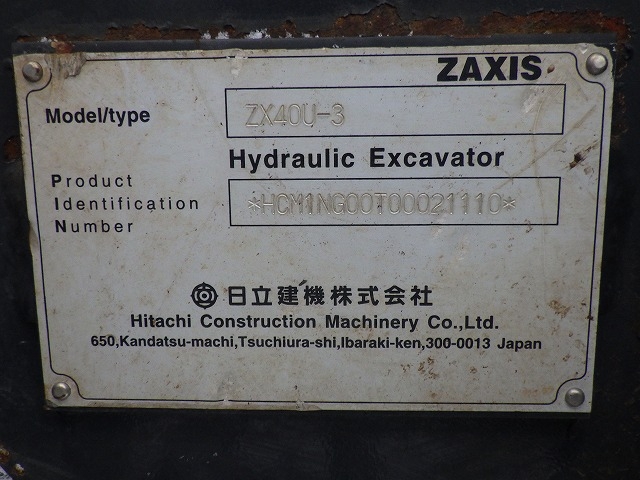 ZAXIS
Model/type ZX40U-3
Hydraulic Excavator
Product
Identification *HCM1NG00T00021110*
Number
日立建機株式会社
Hitachi Construction Machinery Co.,Ltd.
650,Kandatsu-machi,Tsuchiura-shi,Ibaraki-ken,300-0013 Japan